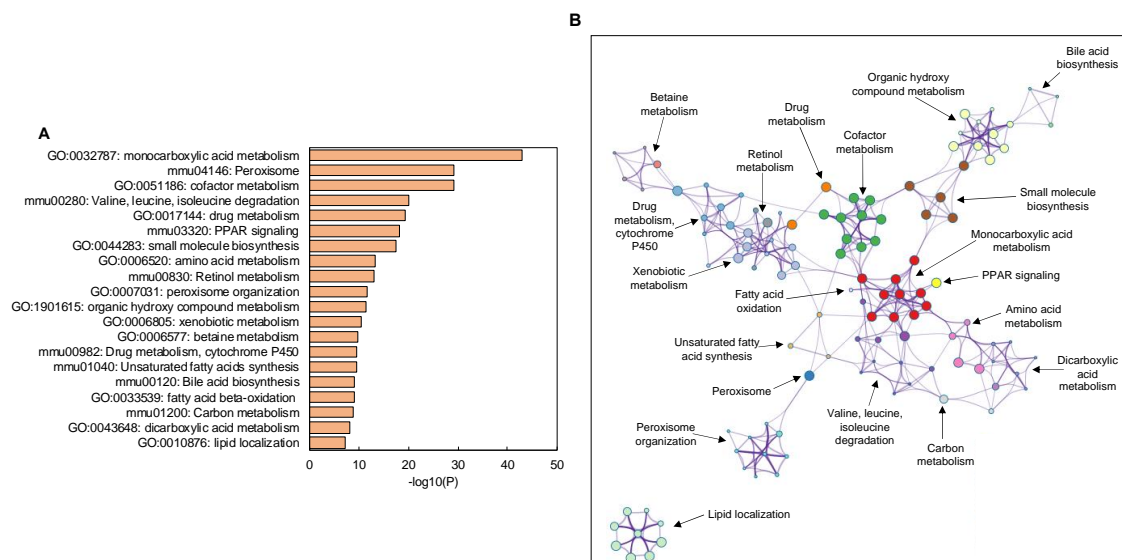 A
GO:0032787: monocarboxylic acid metabolism
mmu04146: Peroxisome
GO:0051186: cofactor metabolism
mmu00280: Valine, leucine, isoleucine degradation
GO:0017144: drug metabolism
mmu03320: PPAR signaling
GO:0044283: small molecule biosynthesis
GO:0006520: amino acid metabolism
mmu00830: Retinol metabolism
GO:0007031: peroxisome organization
GO:1901615: organic hydroxy compound metabolism
GO:0006805: xenobiotic metabolism
GO:0006577: betaine metabolism
mmu00982: Drug metabolism, cytochrome P450
mmu01040: Unsaturated fatty acids synthesis
mmu00120: Bile acid biosynthesis
GO:0033539: fatty acid beta-oxidation
mmu01200: Carbon metabolism
GO:0043648: dicarboxylic acid metabolism
GO:0010876: lipid localization
0 10 20 30 40 50
-log10(P)
B
Bile acid
biosynthesis
Organic hydroxy
compound metabolism
Betaine
metabolism
Drug
metabolism
Cofactor
metabolism
Retinol
metabolism
Small molecule
biosynthesis
Drug
metabolism,
cytochrome
P450
Monocarboxylic acid
metabolism
Xenobiotic
metabolism
PPAR signaling
Fatty acid
oxidation
Amino acid
metabolism
Unsaturated fatty
acid synthesis
Dicarboxylic
acid
metabolism
Peroxisome
Valine, leucine,
isoleucine
degradation
Peroxisome
organization
Carbon
metabolism
Lipid localization